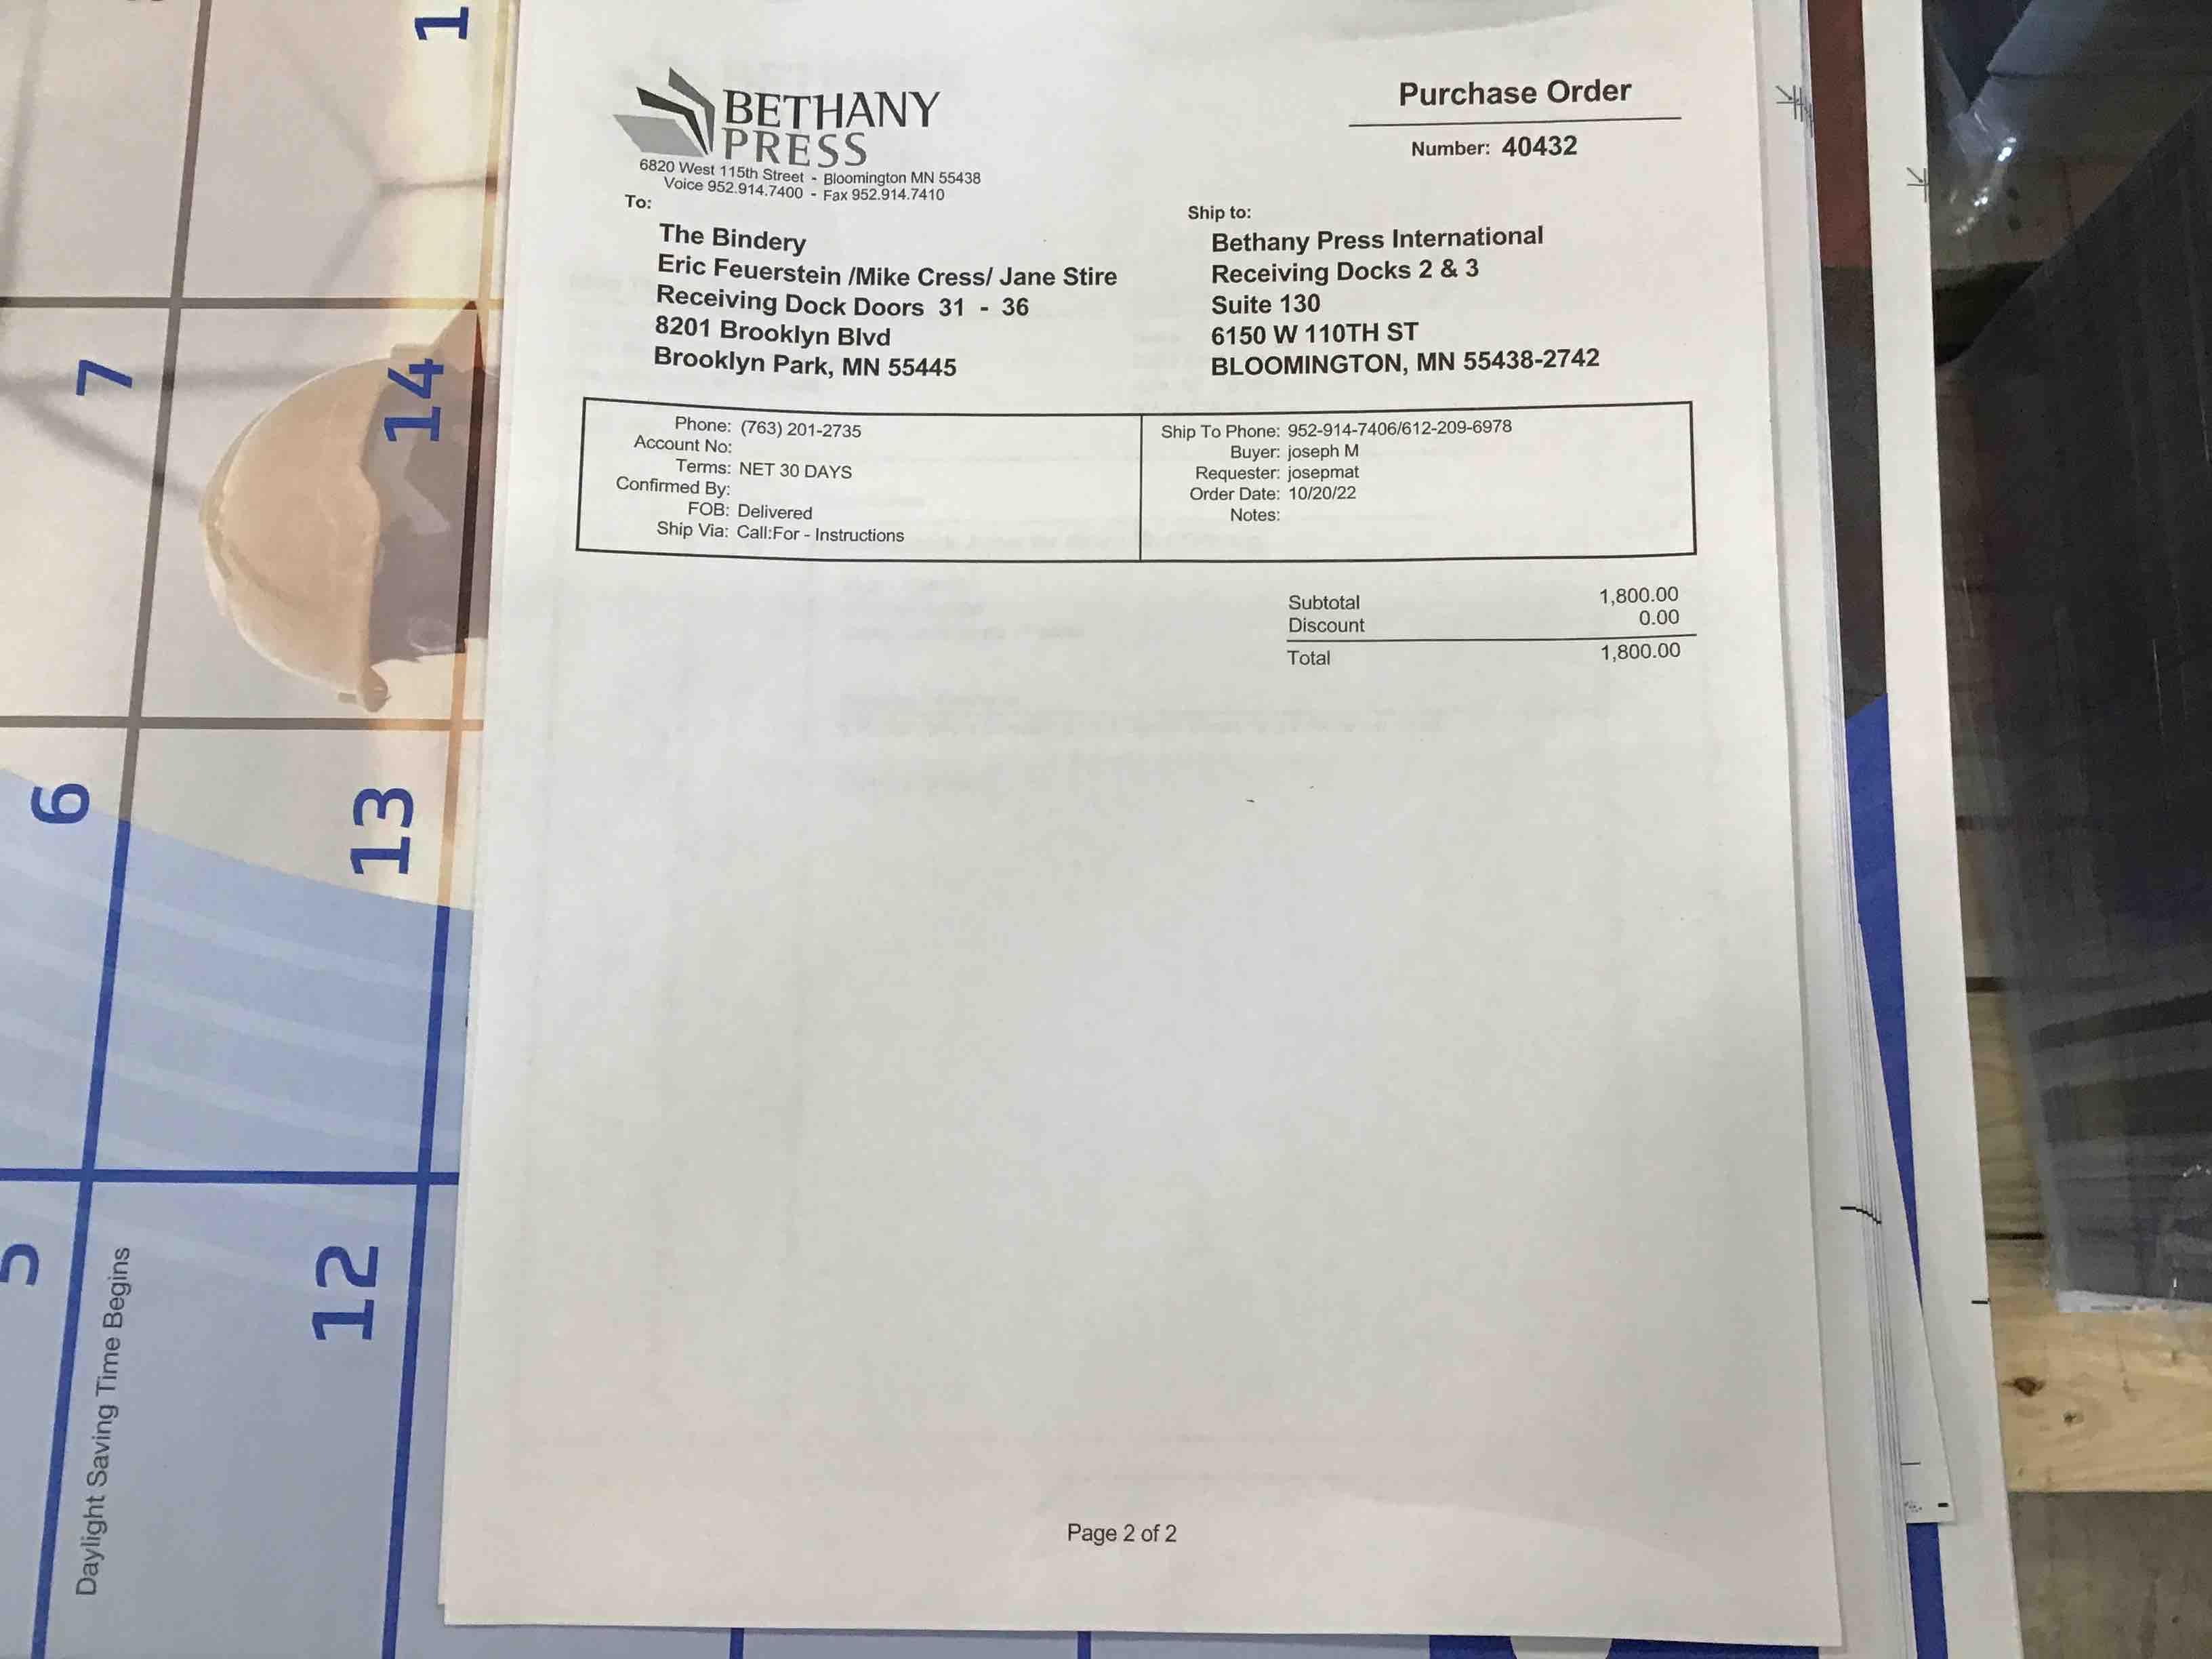 BETHANY
PRESS
6820 West 115th Street - Bloomington MN 55438
Voice 952.914.7400 - Fax 952.914.7410
Purchase Order
Number: 40432
To:
The Bindery
Eric Feuerstein /Mike Cress/ Jane Stire
Receiving Dock Doors 31 - 36
8201 Brooklyn Blvd
Brooklyn Park, MN 55445
Ship to:
Bethany Press International
Receiving Docks 2 & 3
Suite 130
6150 W 110TH ST
BLOOMINGTON, MN 55438-2742
Phone: (763) 201-2735
Account No:
Terms: NET 30 DAYS
Confirmed By:
FOB: Delivered
Ship Via: Call:For - Instructions
Ship To Phone: 952-914-7406/612-209-6978
Buyer: joseph M
Requester: josepmat
Order Date: 10/20/22
Notes:
Subtotal 1,800.00
Discount 0.00
Total 1,800.00
Page 2 of 2
7
14
6
13
5
12
Daylight Saving Time Begins